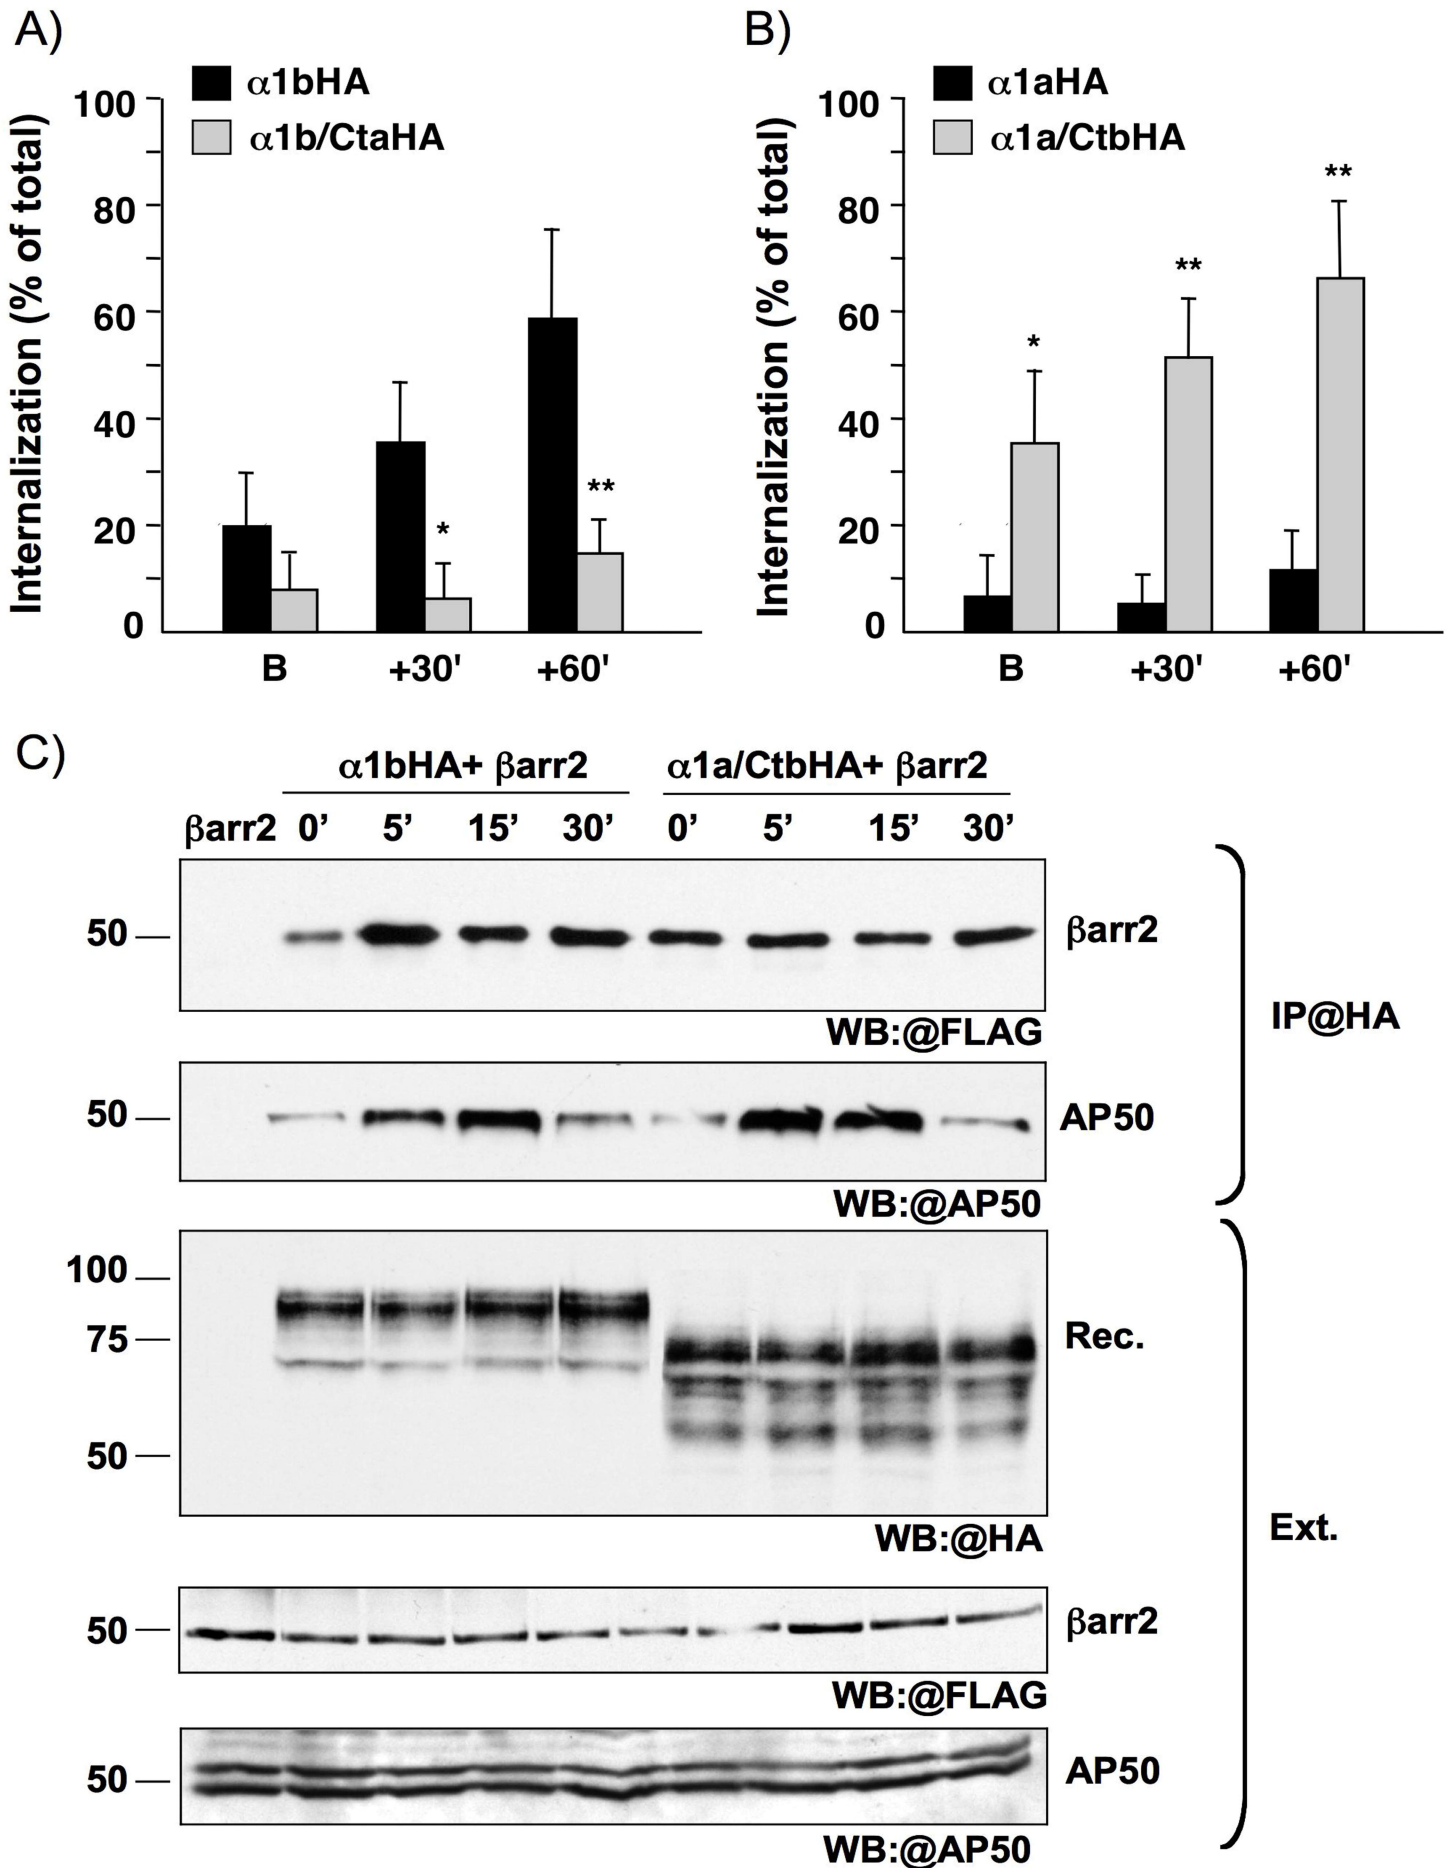 A)
α1bHA
α1b/CtaHA
Internalization (% of total)
100
80
60
40
20
0
*
**
B +30' +60'
B)
α1aHA
α1a/CtbHA
Internalization (% of total)
100
80
60
40
20
0
*
**
**
B +30' +60'
C)
α1bHA+ βarr2 α1a/CtbHA+ βarr2
βarr2 0’ 5’ 15’ 30’ 0’ 5’ 15’ 30’
50 βarr2
WB:@FLAG
50 AP50
WB:@AP50
IP@HA
100
75 Rec.
50
WB:@HA
50 βarr2
WB:@FLAG
50 AP50
WB:@AP50
Ext.